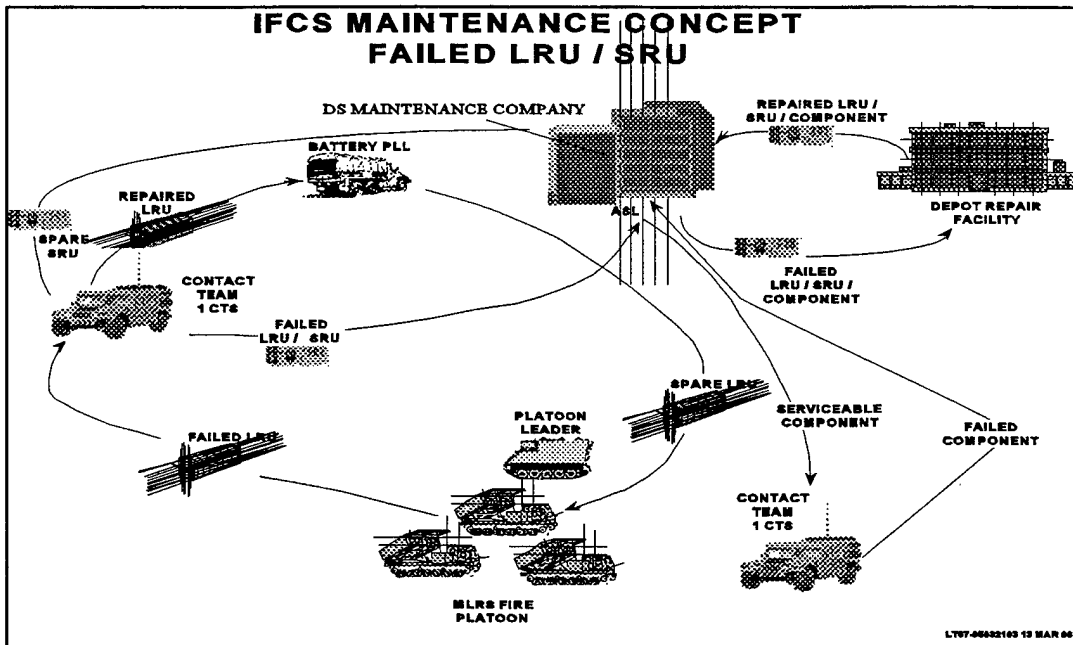 IFCS MAINTENANCE CONCEPT
FAILED LRU / SRU
DS MAINTENANCE COMPANY
REPAIRED LRU /
SRU / COMPONENT
BATTERY PLL
REPAIRED
LRU
DEPOT REPAIR
FACILITY
ASL
SPARE
SRU
FAILED
LRU / SRU /
COMPONENT
CONTACT
TEAM
1 CTS
FAILED
LRU / SRU
SPARE LRU
PLATOON
LEADER
SERVICEABLE
COMPONENT
FAILED
COMPONENT
FAILED LRU
CONTACT
TEAM
1 CTS
MLRS FIRE
PLATOON
13 MAR